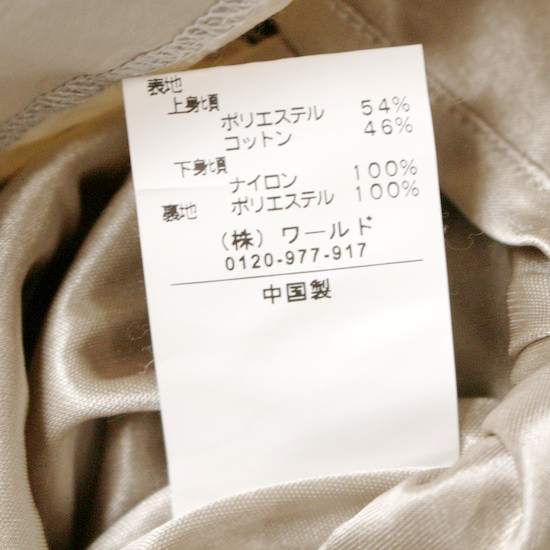 表地
上身頃
ポリエステル 54%
コットン 46%
下身頃
ナイロン 100%
裏地 ポリエステル 100%
(株) ワールド
0120-977-917
中国製